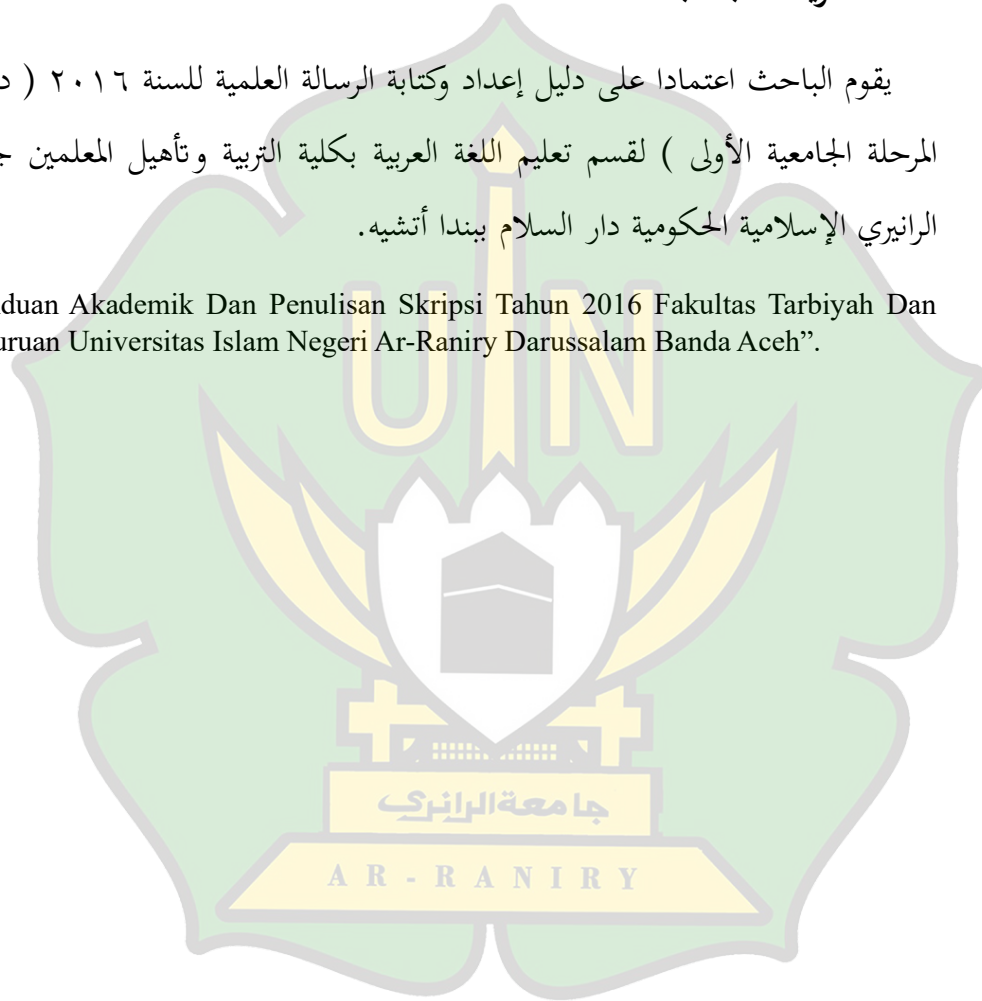 يقوم الباحث اعتمادا على دليل إعداد وكتابة الرسالة العلمية للسنة ٢٠١٦ (
المرحلة الجامعية الأولى ) لقسم تعليم اللغة العربية بكلية التربية وتأهيل المعلمين
الرانيري الإسلامية الحكومية دار السلام ببندا أتشيه.
duan Akademik Dan Penulisan Skripsi Tahun 2016 Fakultas Tarbiyah Dan
uruan Universitas Islam Negeri Ar-Raniry Darussalam Banda Aceh”.
UIN
جامعة الرانري
AR-RANIRY